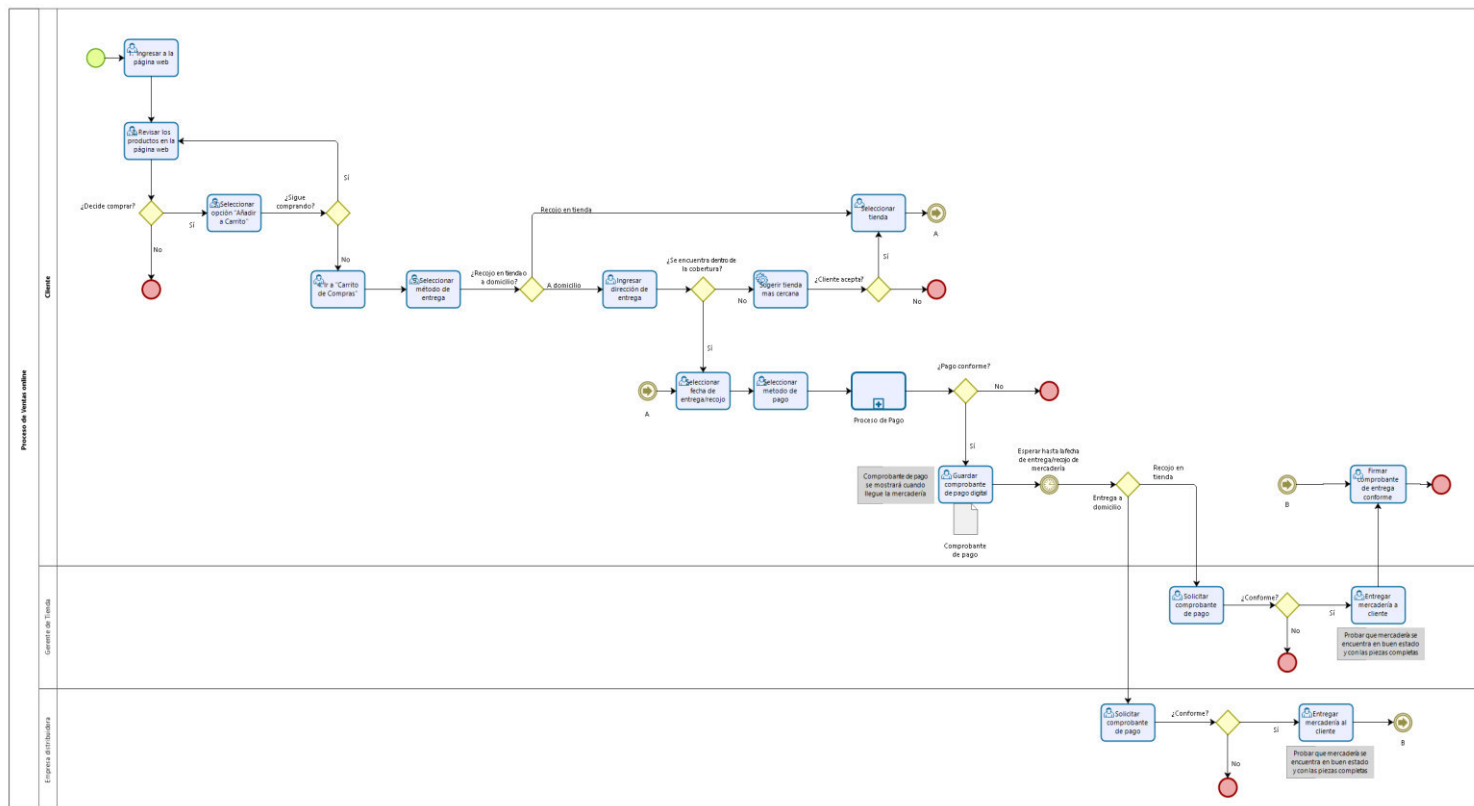 Proceso de Ventas online
Cliente
Gerente de Tienda
Empresa distribuidora
Ingresar a la
página web
Revisar los
productos en la
página web
¿Decide comprar?
Sí
No
Seleccionar
opción "Añadir
a Carrito"
¿Sigue
comprando?
Sí
No
Ir a "Carrito
de Compras"
Seleccionar
método de
entrega
¿Recojo en tienda o
a domicilio?
Recojo en tienda
A domicilio
Ingresar
dirección de
entrega
¿Se encuentra dentro de
la cobertura?
No
Sí
Sugerir tienda
mas cercana
¿Cliente acepta?
Sí
No
Seleccionar
tienda
A
A
Seleccionar
fecha de
entrega/recojo
Seleccionar
metodo de
pago
Proceso de Pago
¿Pago conforme?
No
Sí
Comprobante de pago
se mostrará cuando
llegue la mercadería
Guardar
comprobante
de pago digital
Comprobante
de pago
Esperar hasta la fecha
de entrega/recojo de
mercadería
Recojo en
tienda
Entrega a
domicilio
B
Firmar
comprobante
de entrega
conforme
Solicitar
comprobante
de pago
¿Conforme?
Sí
No
Entregar
mercadería a
cliente
Probar que mercadería se
encuentra en buen estado
y con las piezas completas
Solicitar
comprobante
de pago
¿Conforme?
Sí
No
Entregar
mercadería al
cliente
B
Probar que mercadería se
encuentra en buen estado
y con las piezas completas